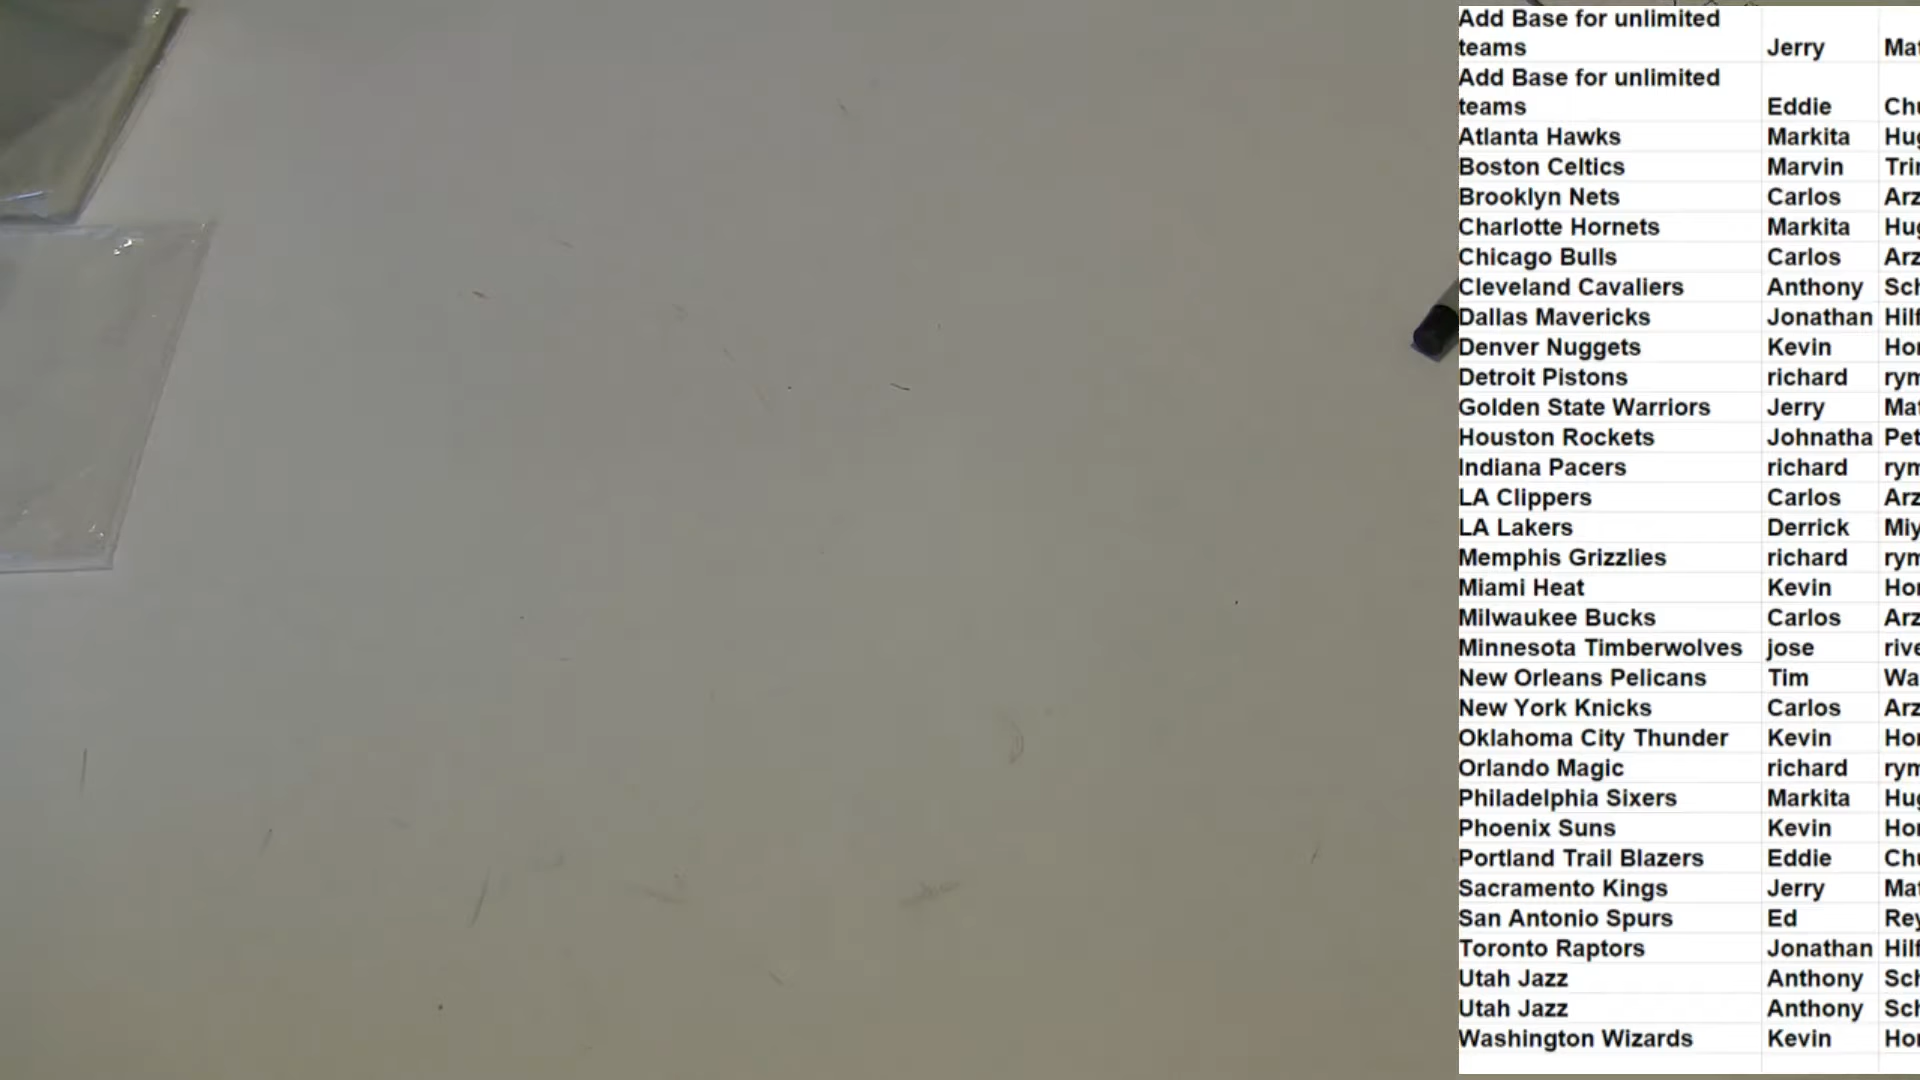 Add Base for unlimited
teams Jerry
Add Base for unlimited
teams Eddie
Atlanta Hawks Markita
Boston Celtics Marvin
Brooklyn Nets Carlos
Charlotte Hornets Markita
Chicago Bulls Carlos
Cleveland Cavaliers Anthony
Dallas Mavericks Jonathan
Denver Nuggets Kevin
Detroit Pistons richard
Golden State Warriors Jerry
Houston Rockets Johnatha
Indiana Pacers richard
LA Clippers Carlos
LA Lakers Derrick
Memphis Grizzlies richard
Miami Heat Kevin
Milwaukee Bucks Carlos
Minnesota Timberwolves jose
New Orleans Pelicans Tim
New York Knicks Carlos
Oklahoma City Thunder Kevin
Orlando Magic richard
Philadelphia Sixers Markita
Phoenix Suns Kevin
Portland Trail Blazers Eddie
Sacramento Kings Jerry
San Antonio Spurs Ed
Toronto Raptors Jonathan
Utah Jazz Anthony
Utah Jazz Anthony
Washington Wizards Kevin